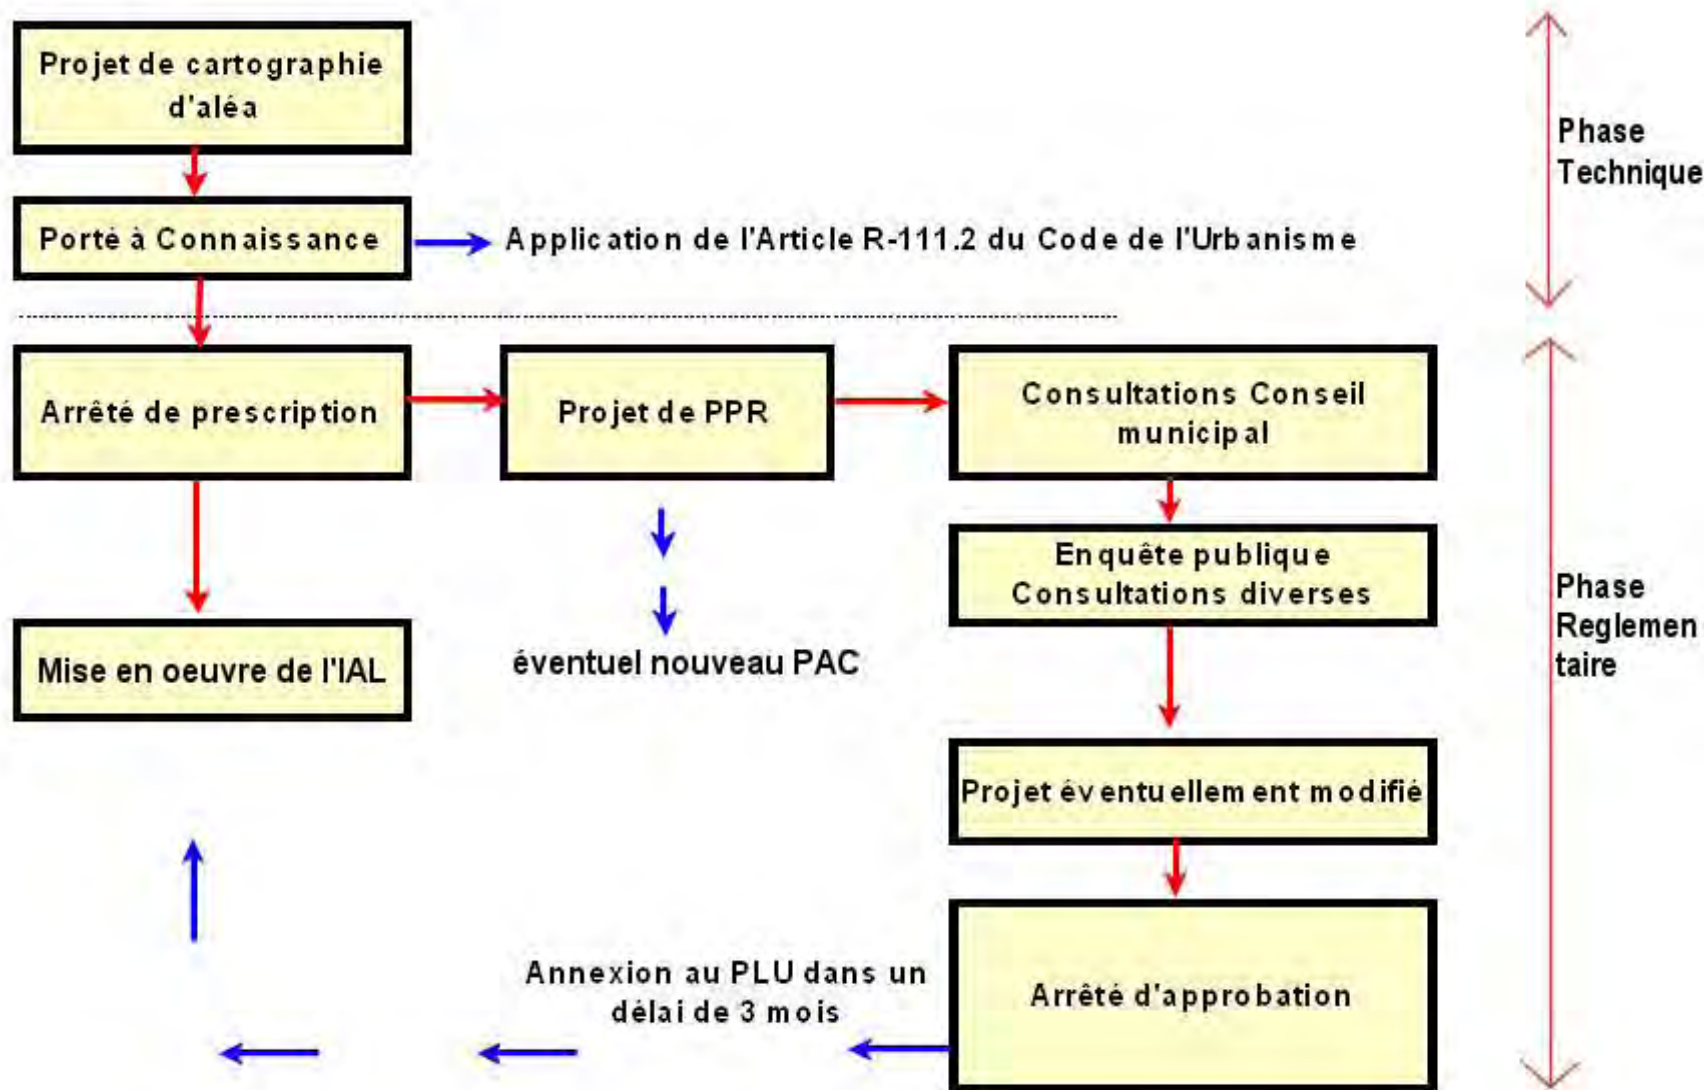 Projet de cartographie
d'aléa
Phase
Technique
Porté à Connaissance
Application de l'Article R-111.2 du Code de l'Urbanisme
Arrêté de prescription
Projet de PPR
Consultations Conseil
municipal
Enquête publique
Consultations diverses
Phase
Reglemen
taire
Mise en oeuvre de l'IAL
éventuel nouveau PAC
Projet éventuellement modifié
Annexion au PLU dans un
délai de 3 mois
Arrêté d'approbation